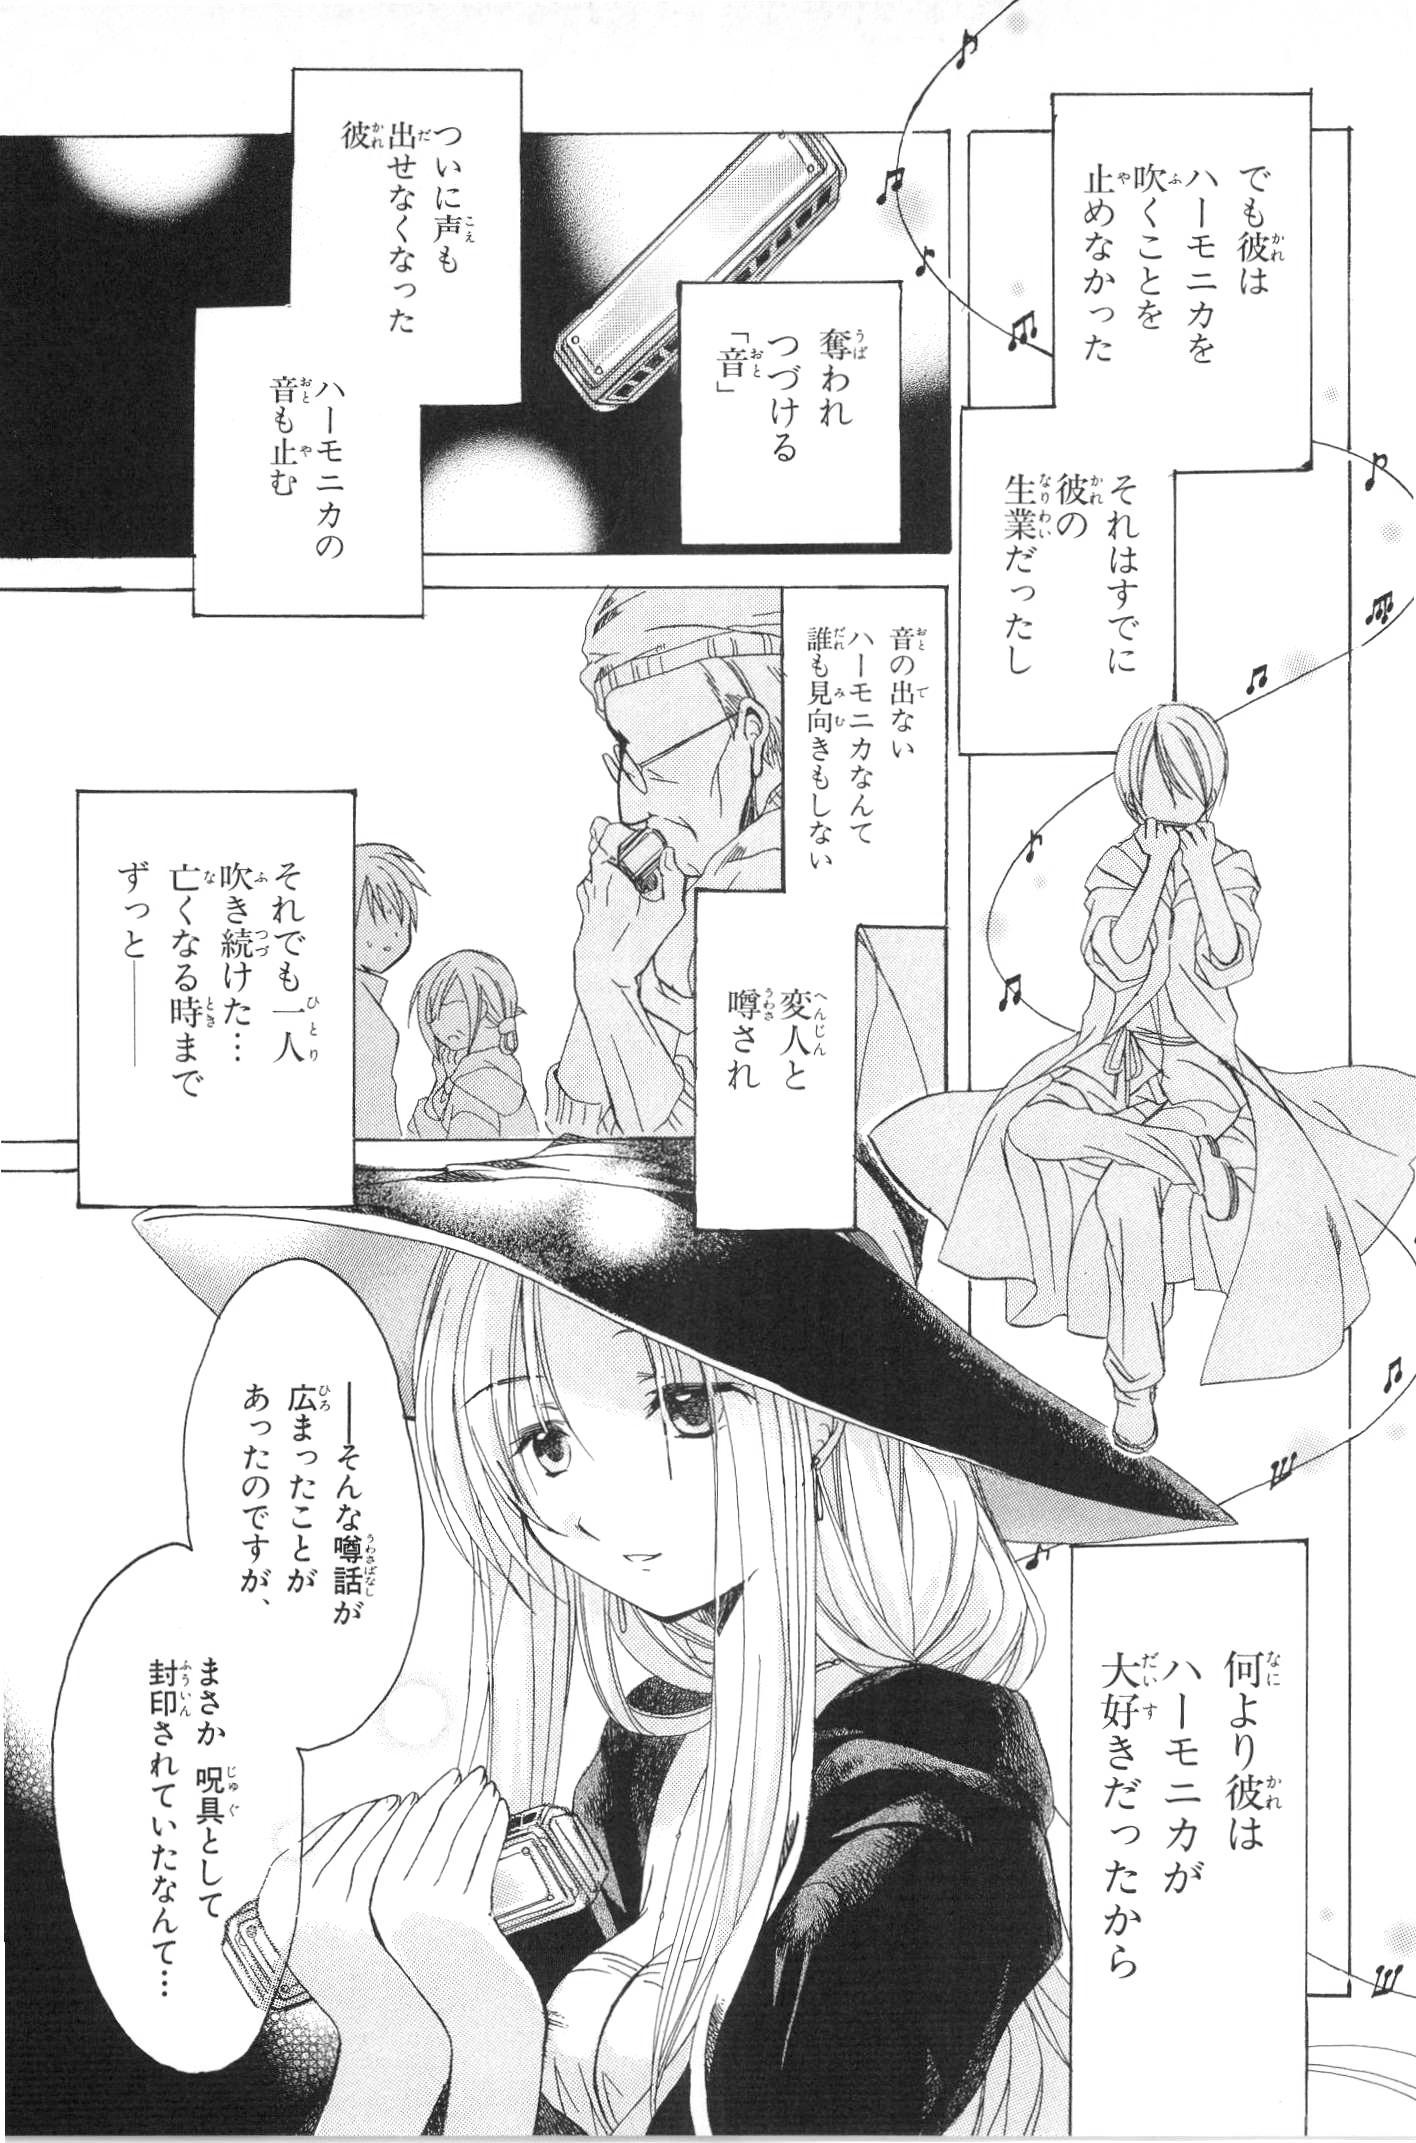 でも彼は
ハーモニカを
吹くことを
止めなかった
それはすでに
彼の
生業だったし
何より彼は
ハーモニカが
大好きだったから
奪われ
つづける
「音」
ついに声も
出せなくなった
彼
ハーモニカの
音も止む
音の出ない
ハーモニカなんて
誰も見向きもしない
変人と
噂され
それでも一人
吹き続けた…
亡くなる時まで
ずっと――
――そんな噂話が
広まったことが
あったのですが、
まさか 呪具として
封印されていたなんて…